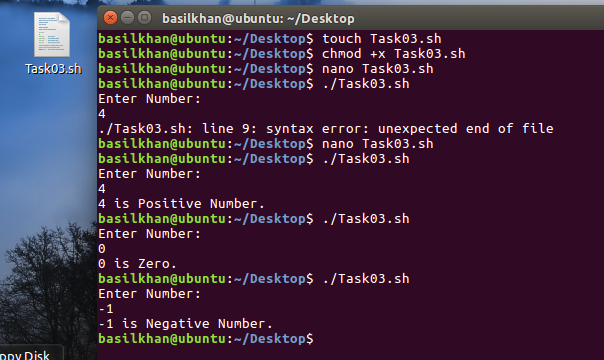 basilkhan@ubuntu: ~/Desktop
basilkhan@ubuntu:~/Desktop$ touch Task03.sh
basilkhan@ubuntu:~/Desktop$ chmod +x Task03.sh
basilkhan@ubuntu:~/Desktop$ nano Task03.sh
basilkhan@ubuntu:~/Desktop$ ./Task03.sh
Enter Number:
4
./Task03.sh: line 9: syntax error: unexpected end of file
basilkhan@ubuntu:~/Desktop$ nano Task03.sh
basilkhan@ubuntu:~/Desktop$ ./Task03.sh
Enter Number:
4
4 is Positive Number.
basilkhan@ubuntu:~/Desktop$ ./Task03.sh
Enter Number:
0
0 is Zero.
basilkhan@ubuntu:~/Desktop$ ./Task03.sh
Enter Number:
-1
-1 is Negative Number.
basilkhan@ubuntu:~/Desktop$
Task03.sh
ppy Disk